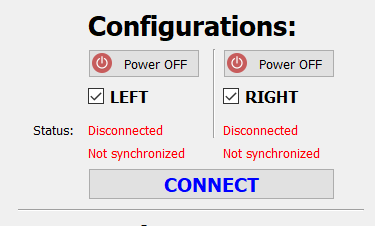 Configurations:
Power OFF Power OFF
LEFT RIGHT
Status: Disconnected Disconnected
Not synchronized Not synchronized
CONNECT